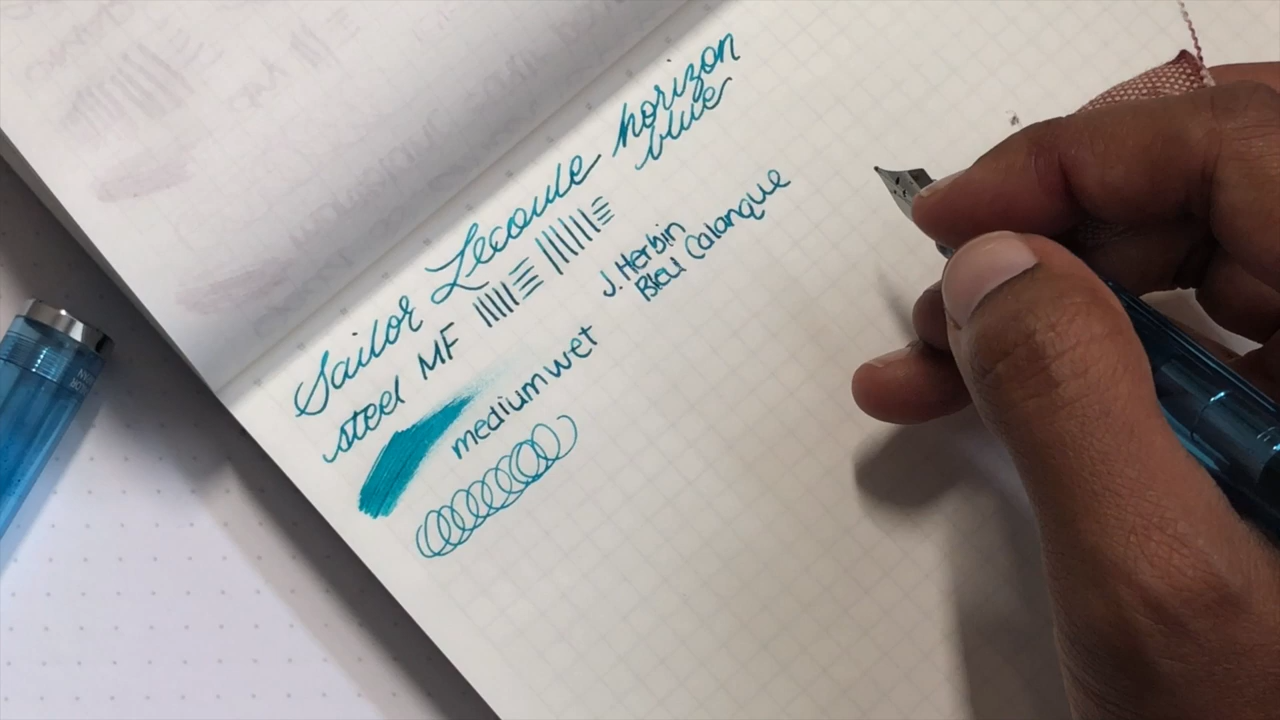 Sailor Lecoule horizon
blue
steel MF
J. Herbin
Bleu Calanque
medium wet